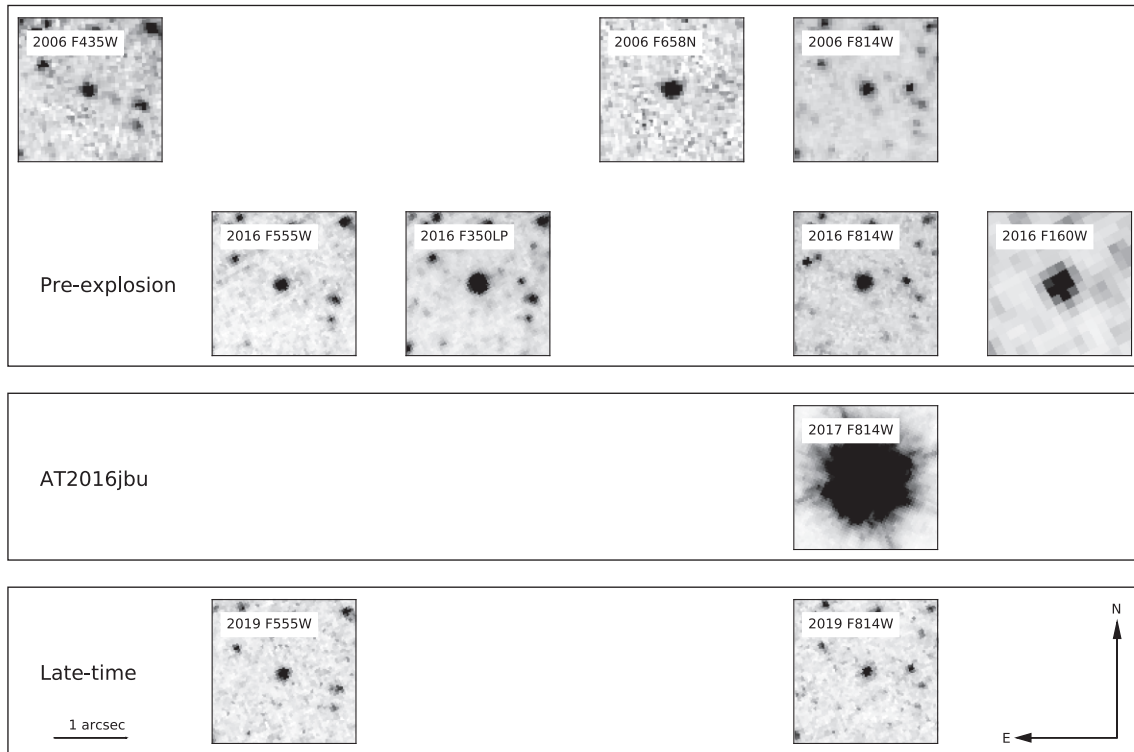 2006 F435W
2006 F658N
2006 F814W
2016 F555W
2016 F350LP
2016 F814W
2016 F160W
Pre-explosion
2017 F814W
AT2016jbu
2019 F555W
2019 F814W
N
Late-time
1 arcsec
E